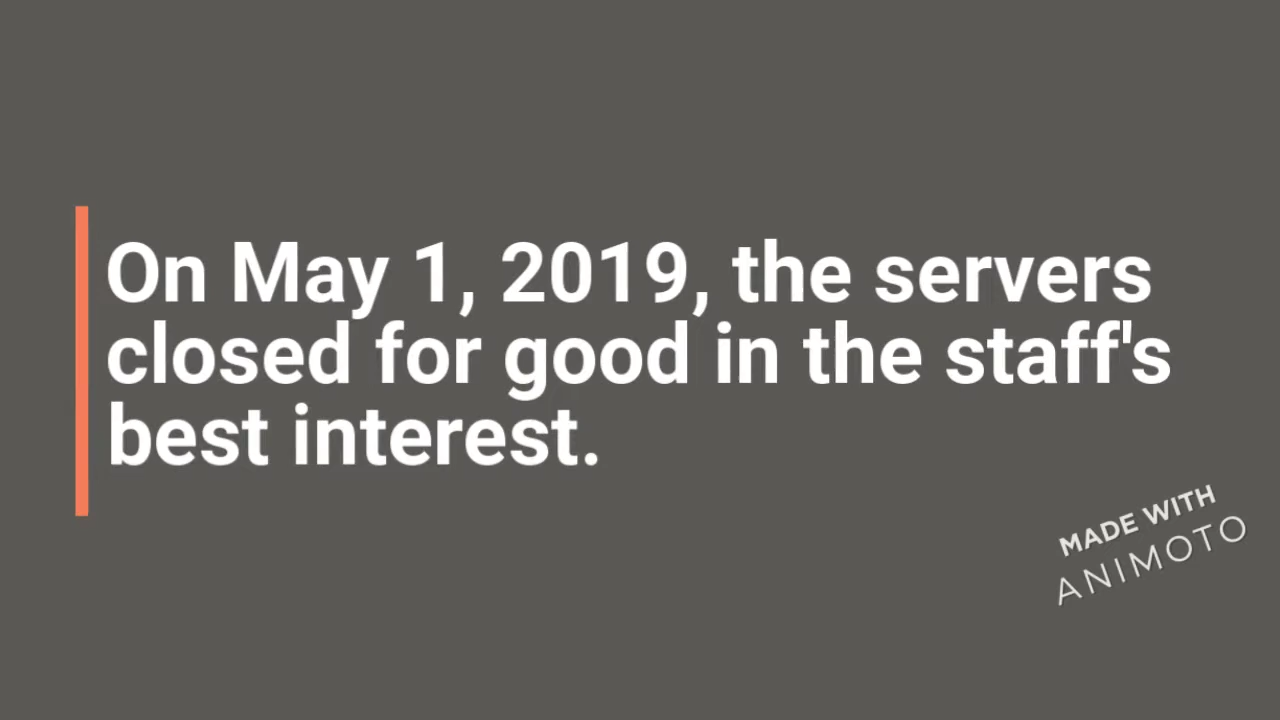 On May 1, 2019, the servers
closed for good in the staff's
best interest.
MADE WITH
ANIMOTO